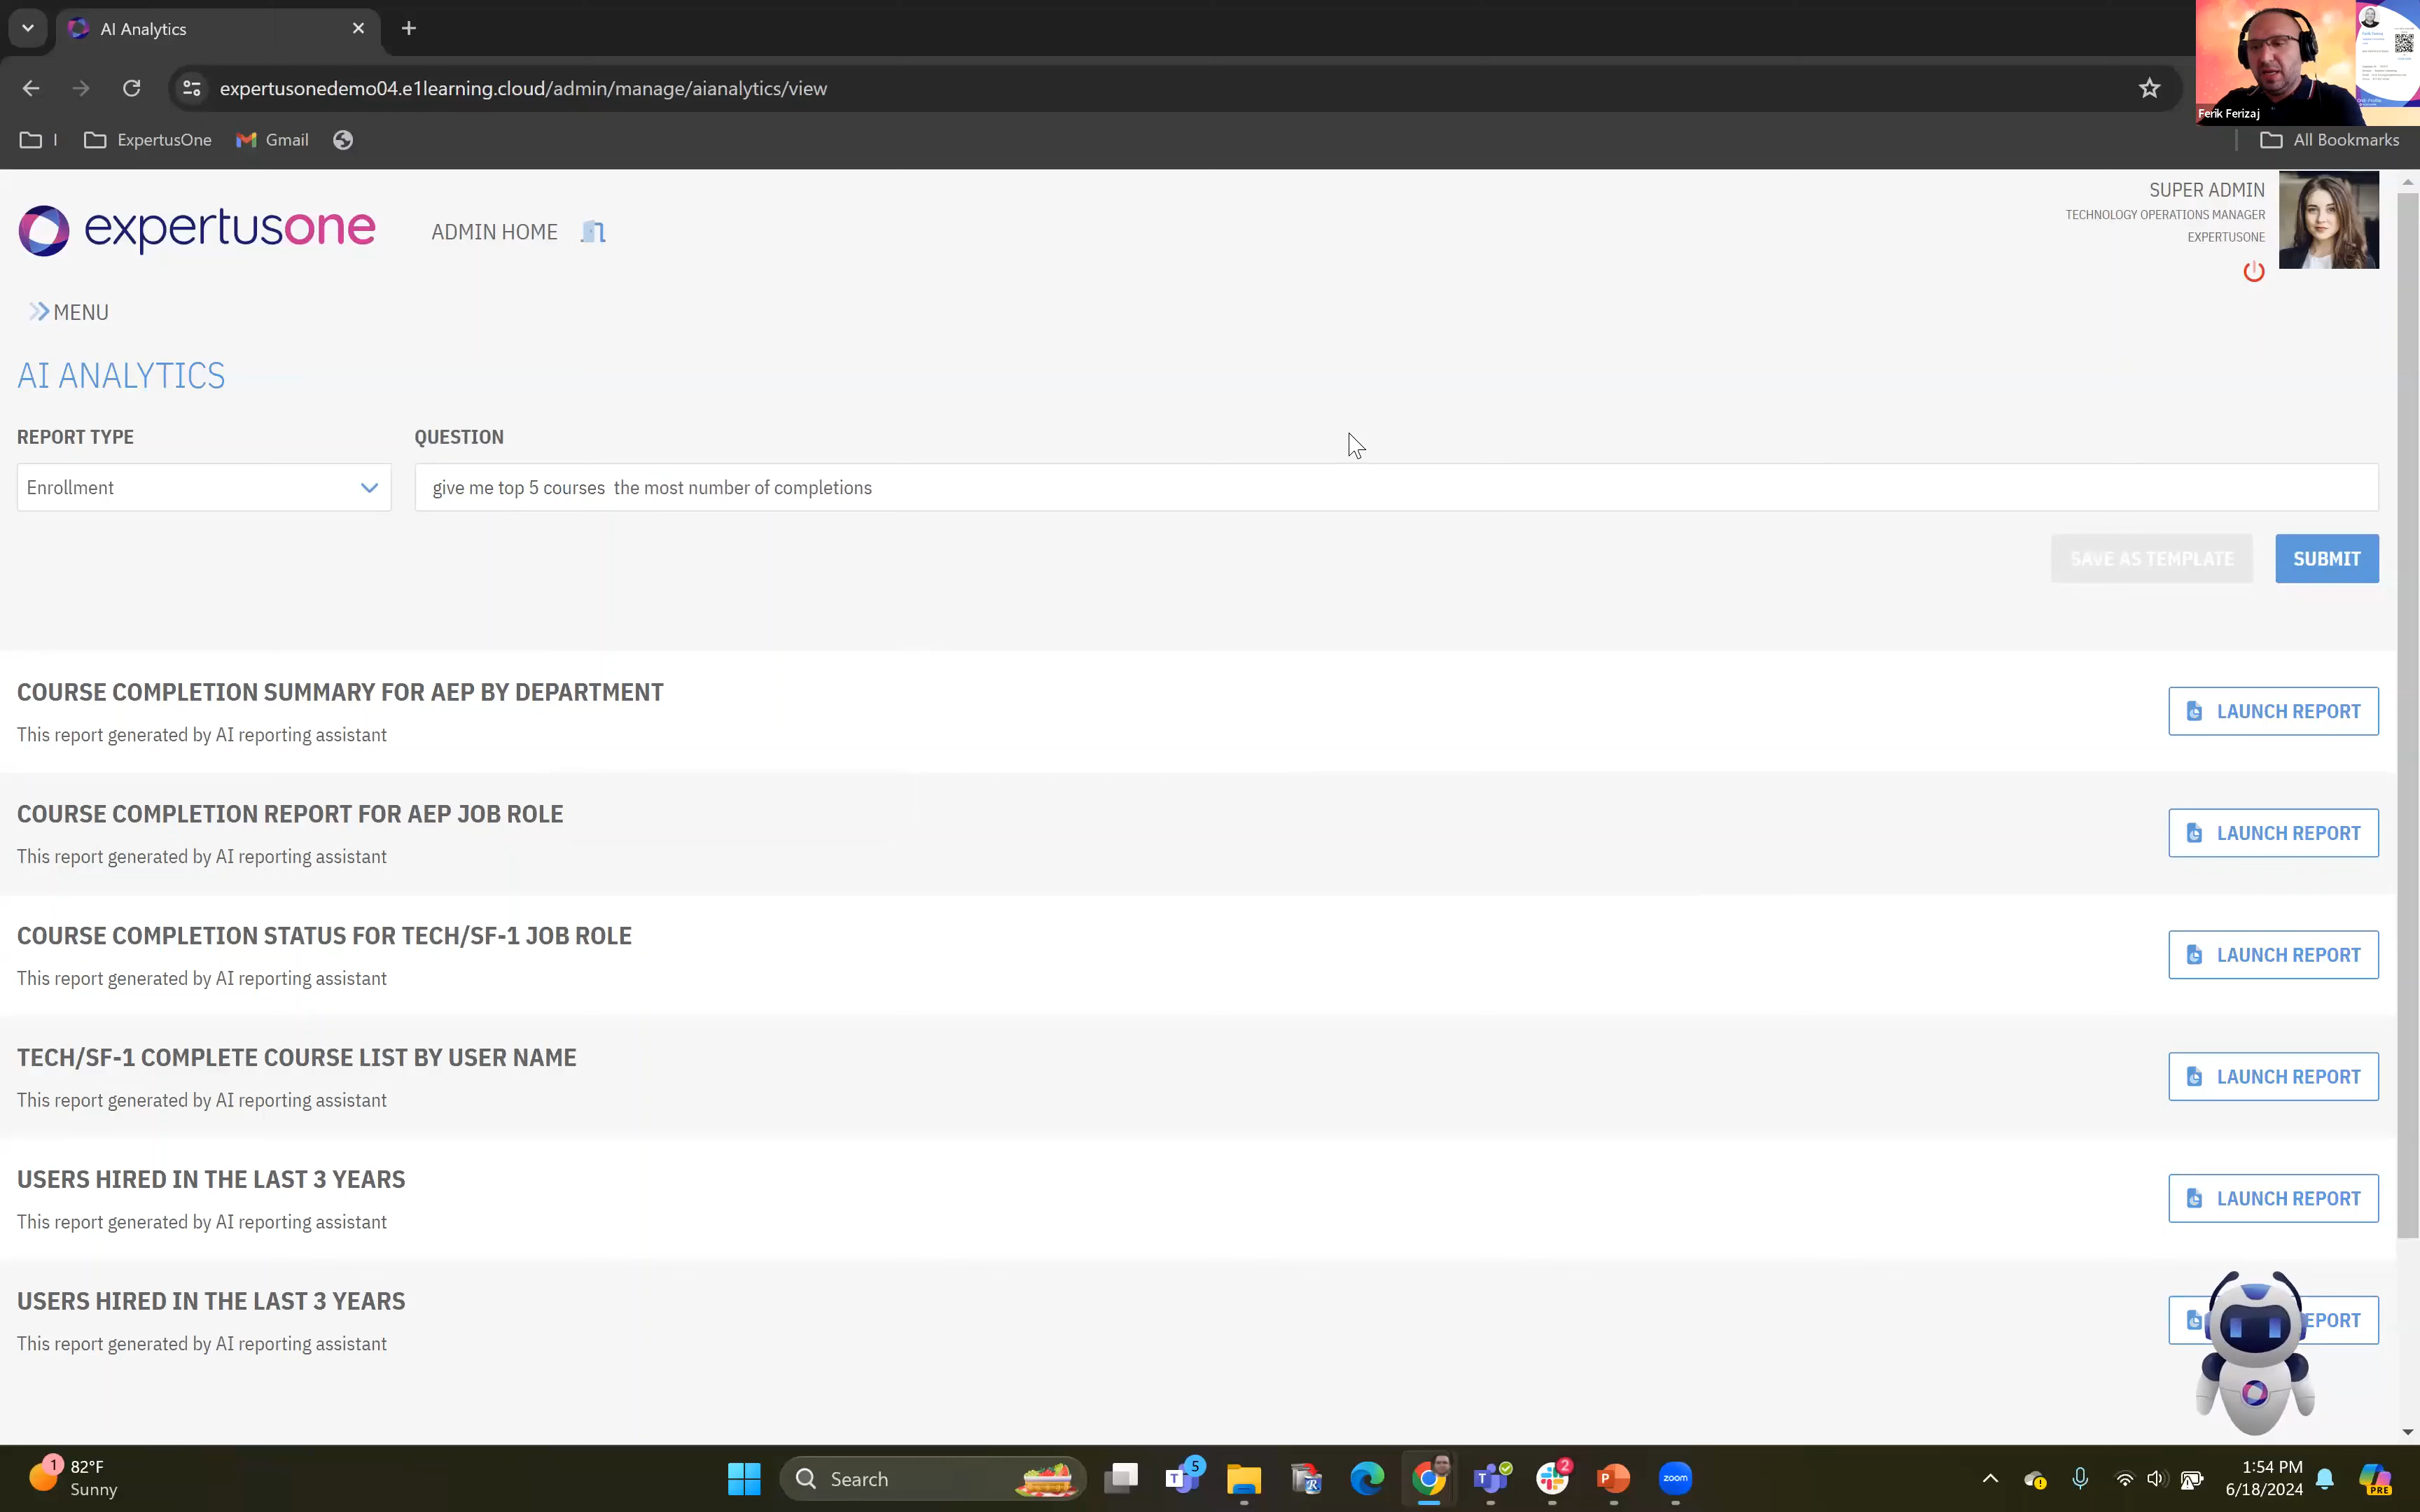 AI Analytics
expertusonedemo04.e1learning.cloud/admin/manage/aianalytics/view
I
ExpertusOne
Gmail
All Bookmarks
Ferik Ferizaj
expertusone
ADMIN HOME
SUPER ADMIN
TECHNOLOGY OPERATIONS MANAGER
EXPERTUSONE
MENU
AI ANALYTICS
REPORT TYPE
QUESTION
Enrollment
give me top 5 courses  the most number of completions
SAVE AS TEMPLATE
SUBMIT
COURSE COMPLETION SUMMARY FOR AEP BY DEPARTMENT
This report generated by AI reporting assistant
LAUNCH REPORT
COURSE COMPLETION REPORT FOR AEP JOB ROLE
This report generated by AI reporting assistant
LAUNCH REPORT
COURSE COMPLETION STATUS FOR TECH/SF-1 JOB ROLE
This report generated by AI reporting assistant
LAUNCH REPORT
TECH/SF-1 COMPLETE COURSE LIST BY USER NAME
This report generated by AI reporting assistant
LAUNCH REPORT
USERS HIRED IN THE LAST 3 YEARS
This report generated by AI reporting assistant
LAUNCH REPORT
USERS HIRED IN THE LAST 3 YEARS
This report generated by AI reporting assistant
EPORT
1
82°F
Sunny
Search
5
2
zoom
1:54 PM
6/18/2024
PRE